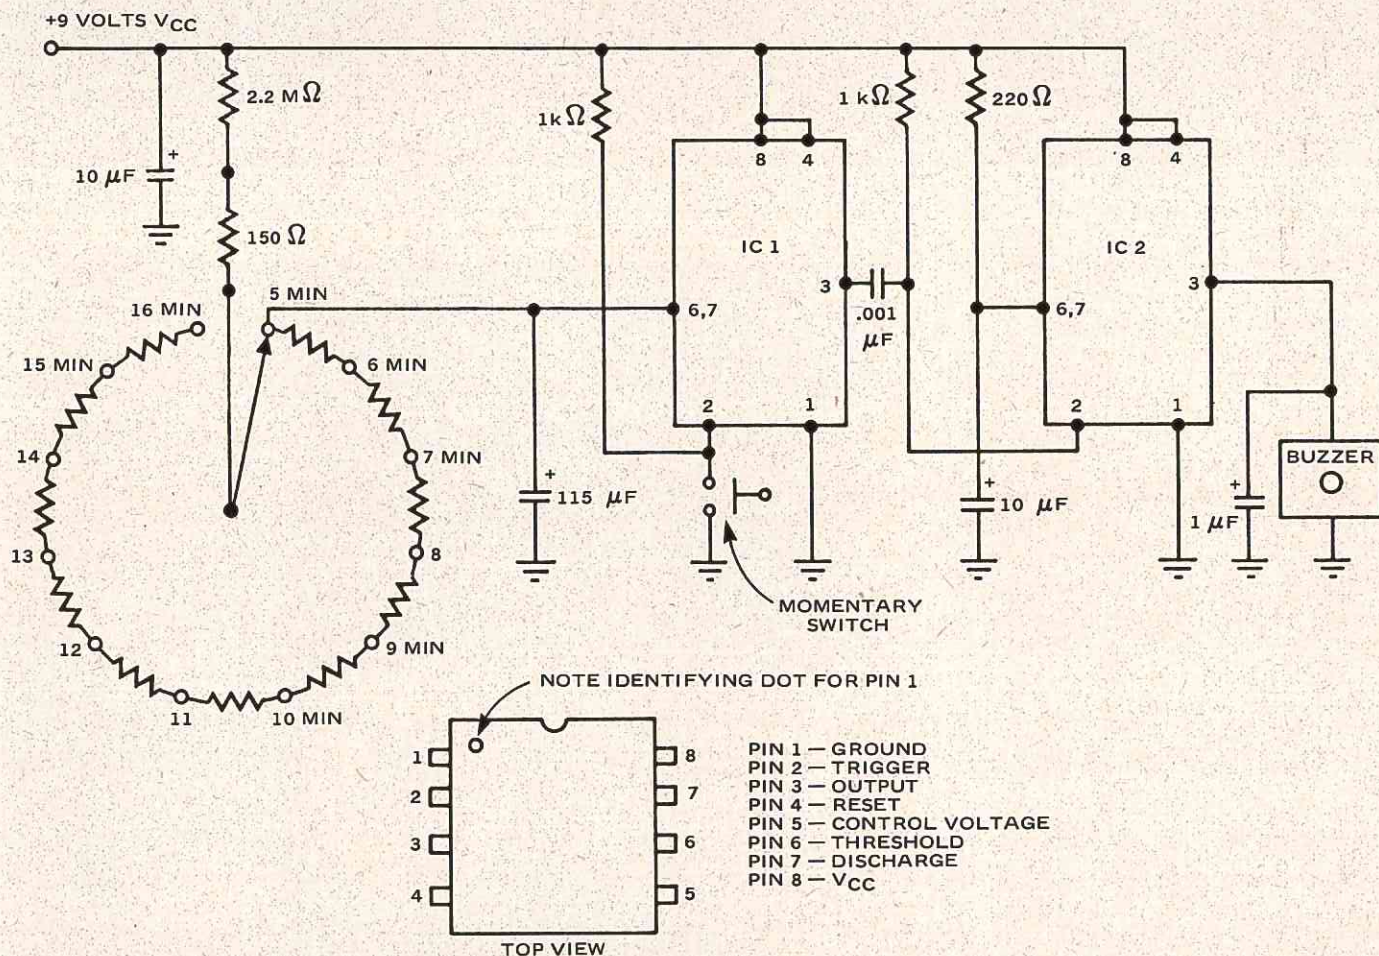 +9 VOLTS VCC
2.2 MΩ
10 μF
+
150 Ω
16 MIN
5 MIN
15 MIN
6 MIN
14
7 MIN
13
8
12
9 MIN
11
10 MIN
1k Ω
8
4
IC 1
3
6,7
2
1
+
115 μF
.001
μF
1 kΩ
220 Ω
8
4
IC 2
3
6,7
2
1
+
10 μF
BUZZER
+
1 μF
MOMENTARY
SWITCH
NOTE IDENTIFYING DOT FOR PIN 1
1
2
3
4
8
7
6
5
TOP VIEW
PIN 1 — GROUND
PIN 2 — TRIGGER
PIN 3 — OUTPUT
PIN 4 — RESET
PIN 5 — CONTROL VOLTAGE
PIN 6 — THRESHOLD
PIN 7 — DISCHARGE
PIN 8 — VCC